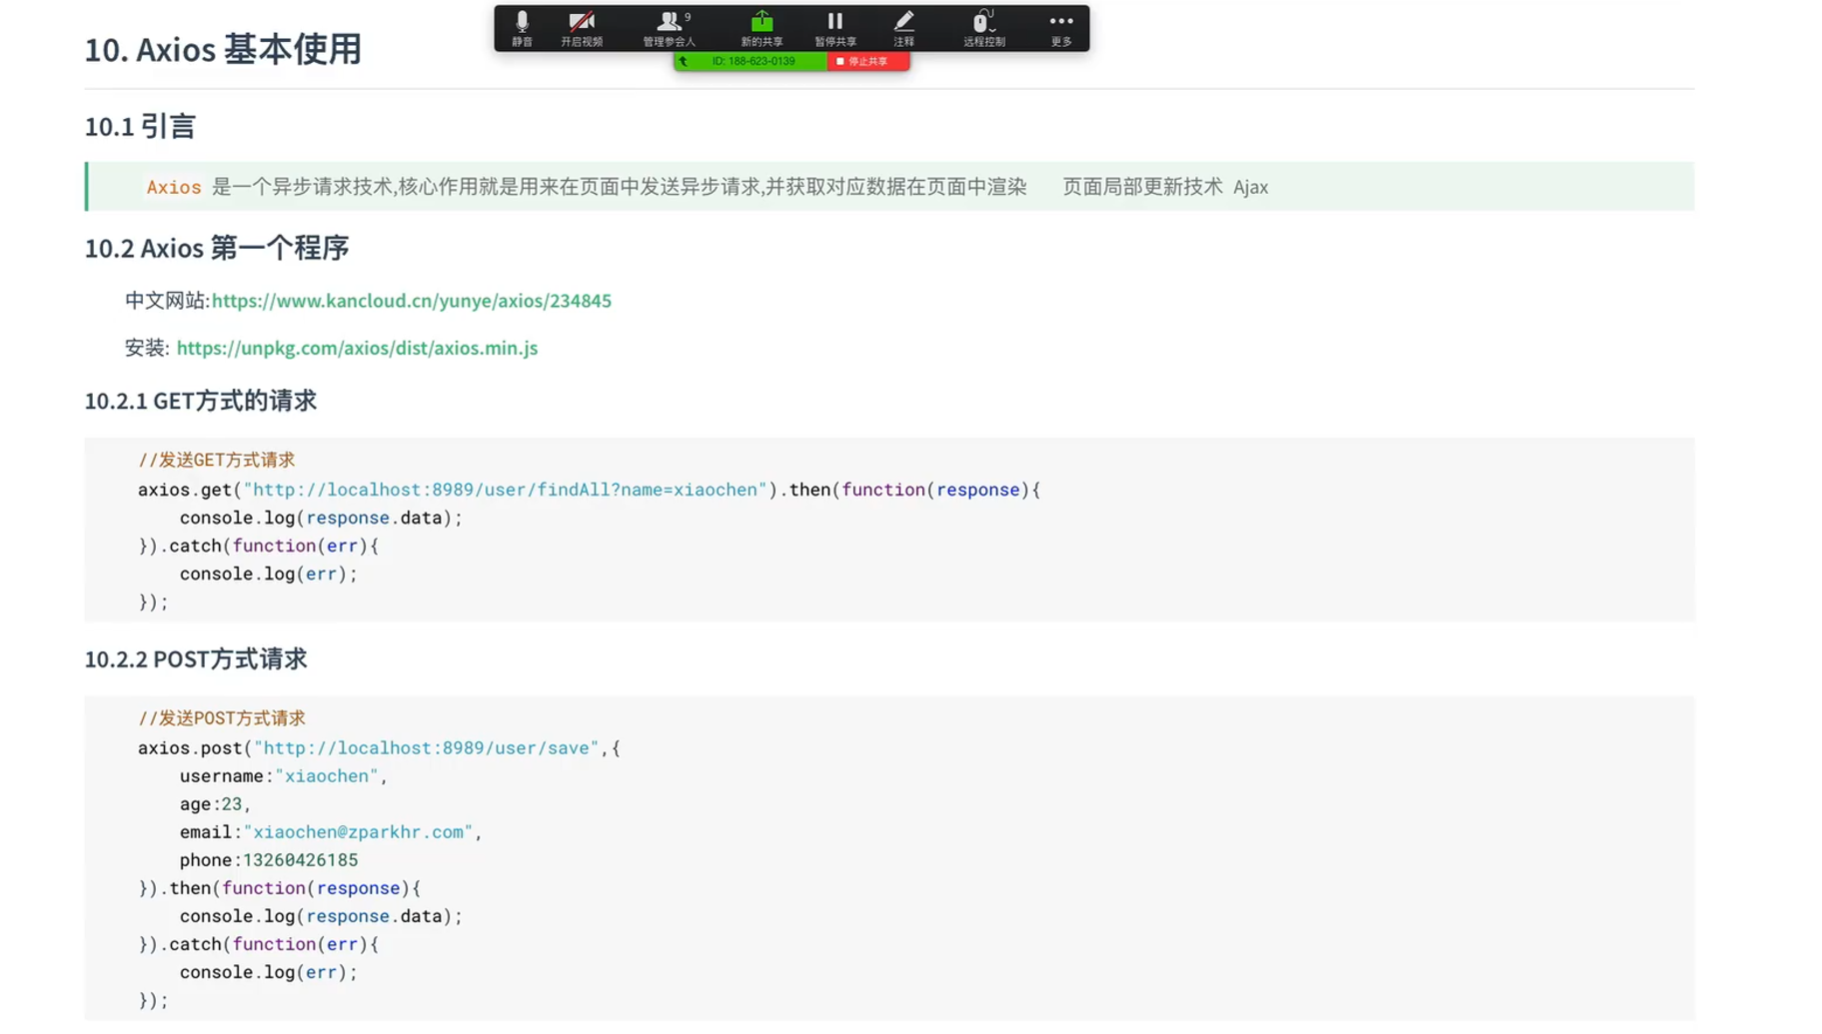 10. Axios 基本使用
静音
开启视频
管理参会人
9
新的共享
暂停共享
注释
远程控制
更多
ID: 188-623-0139
停止共享
10.1 引言
Axios 是一个异步请求技术,核心作用就是用来在页面中发送异步请求,并获取对应数据在页面中渲染 页面局部更新技术 Ajax
10.2 Axios 第一个程序
中文网站:https://www.kancloud.cn/yunye/axios/234845
安装: https://unpkg.com/axios/dist/axios.min.js
10.2.1 GET方式的请求
//发送GET方式请求
axios.get("http://localhost:8989/user/findAll?name=xiaochen").then(function(response){
    console.log(response.data);
}).catch(function(err){
    console.log(err);
});
10.2.2 POST方式请求
//发送POST方式请求
axios.post("http://localhost:8989/user/save",{
    username:"xiaochen",
    age:23,
    email:"xiaochen@zparkhr.com",
    phone:13260426185
}).then(function(response){
    console.log(response.data);
}).catch(function(err){
    console.log(err);
});